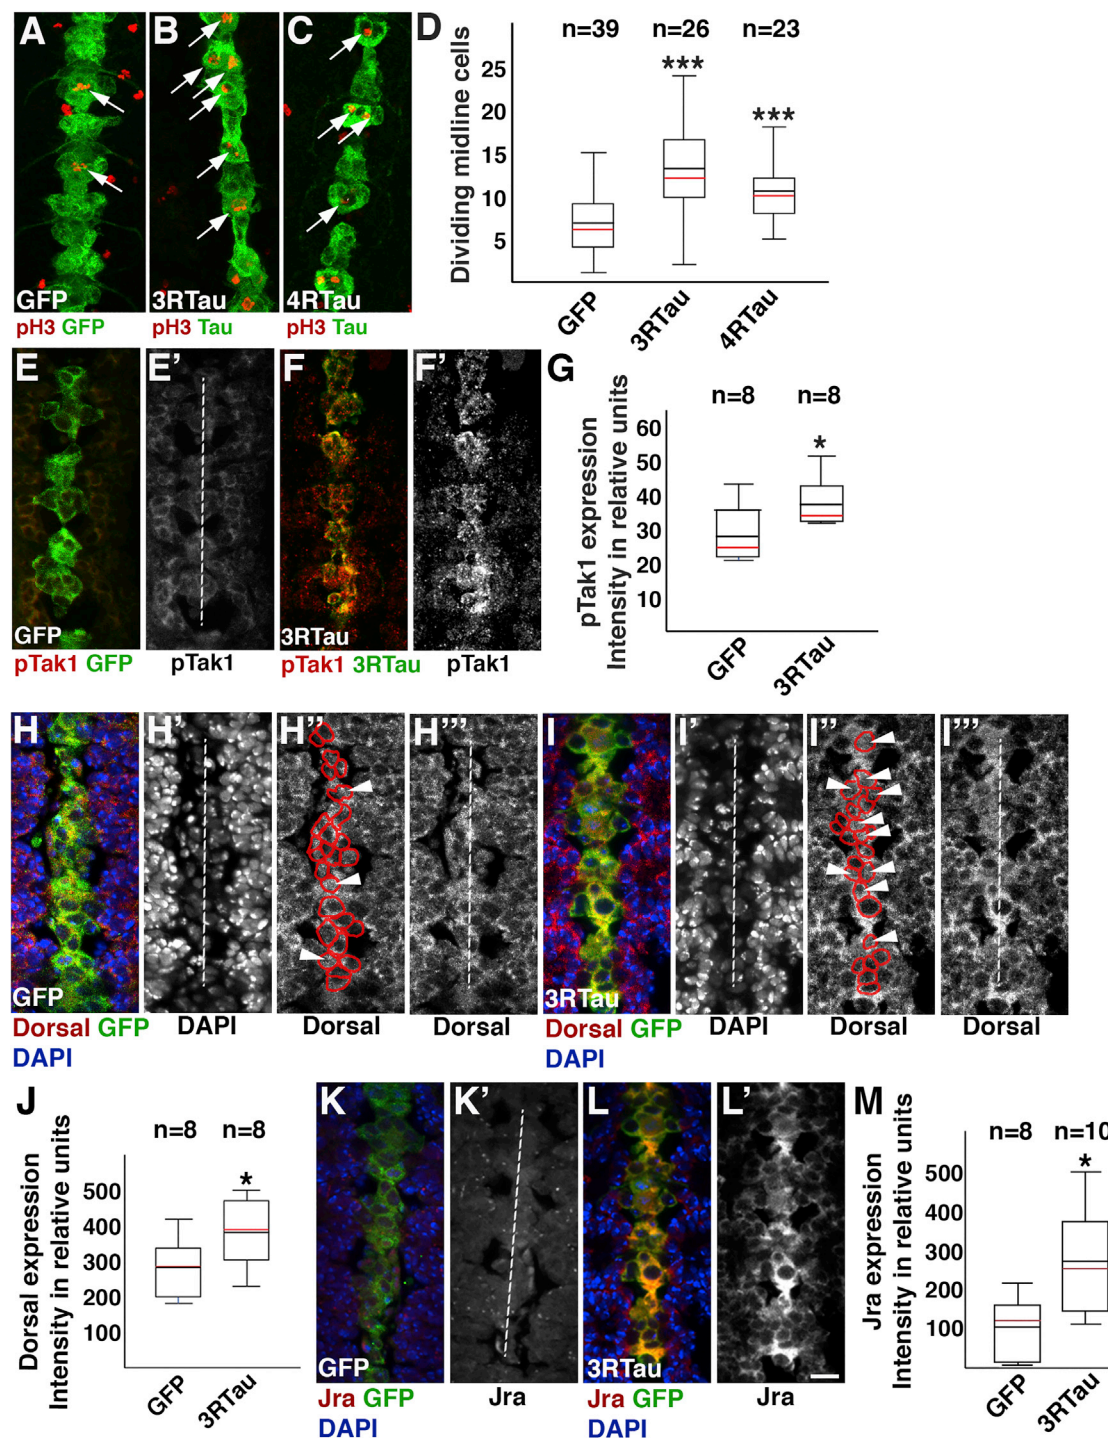 A B C D
n=39 n=26 n=23
*** ***
Dividing midline cells
25
20
15
10
5
GFP 3RTau 4RTau
GFP 3RTau 4RTau
pH3 GFP pH3 Tau pH3 Tau
E E’ F F’ G
n=8 n=8
*
pTak1 expression
Intensity in relative units
60
50
40
30
20
10
GFP 3RTau
GFP 3RTau
pTak1 GFP pTak1 pTak1 3RTau pTak1
H H’ H’’ H’’’ I I’ I’’ I’’’
GFP 3RTau
Dorsal GFP DAPI Dorsal Dorsal Dorsal GFP DAPI Dorsal Dorsal
DAPI DAPI
J K K’ L L’ M
n=8 n=8
*
Dorsal expression
Intensity in relative units
500
400
300
200
100
GFP 3RTau
GFP 3RTau
Jra GFP Jra Jra GFP Jra
DAPI DAPI
n=8 n=10
*
Jra expression
Intensity in relative units
500
400
300
200
100
GFP 3RTau